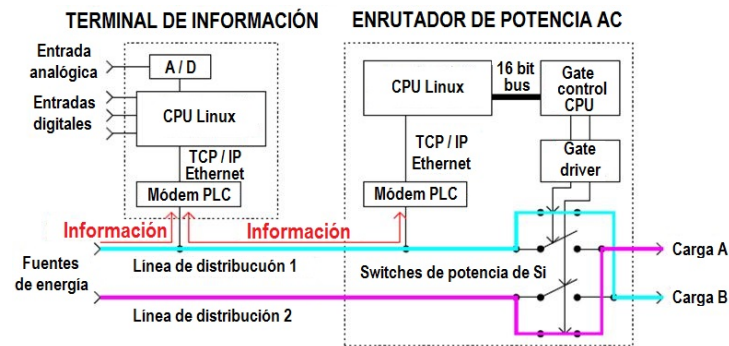 TERMINAL DE INFORMACIÓN
ENRUTADOR DE POTENCIA AC
Entrada
analógica
A / D
Entradas
digitales
CPU Linux
TCP / IP
Ethernet
Módem PLC
CPU Linux
16 bit
bus
Gate
control
CPU
TCP / IP
Ethernet
Gate
driver
Módem PLC
Información
Información
Fuentes
de energía
Línea de distribucuón 1
Switches de potencia de Si
Carga A
Carga B
Línea de distribución 2